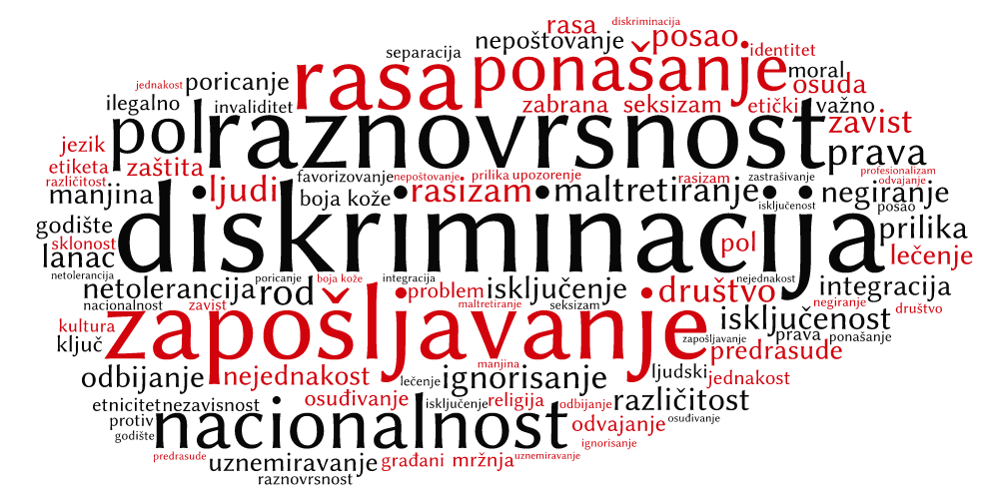 rasa diskriminacija
separacija nepoštovanje posao identitet
jednakost poricanje rasa ponašanje moral osuda
ilegalno invaliditet zabrana seksizam etički važno
jezik pol raznovrsnost zavist
etiketa zaštita prava
različitost ljudi favorizovanje nepoštovanje prilika upozorenje rasizam zastrašivanje profesionalizam odvajanje
manjina boja kože rasizam maltretiranje isključenost negiranje posao
godište diskriminacija prilika
sklonost lanac pol lečenje
netolerancija poricanje boja kože integracija nejednakost
netolerancija rod problem isključenje društvo integracija
nacionalnost zavist maltretiranje seksizam negiranje društvo
kultura zapošljavanje isključenost
ključ zapošljavanje prava ponašanje
predrasude
odbijanje nejednakost manjina lečenje ignorisanje ljudski jednakost
etnicitet nezavisnost osuđivanje isključenje religija odbijanje različitost
protiv godište nacionalnost odvajanje osuđivanje
ignorisanje
predrasude uznemiravanje građani mržnja uznemiravanje
raznovrsnost